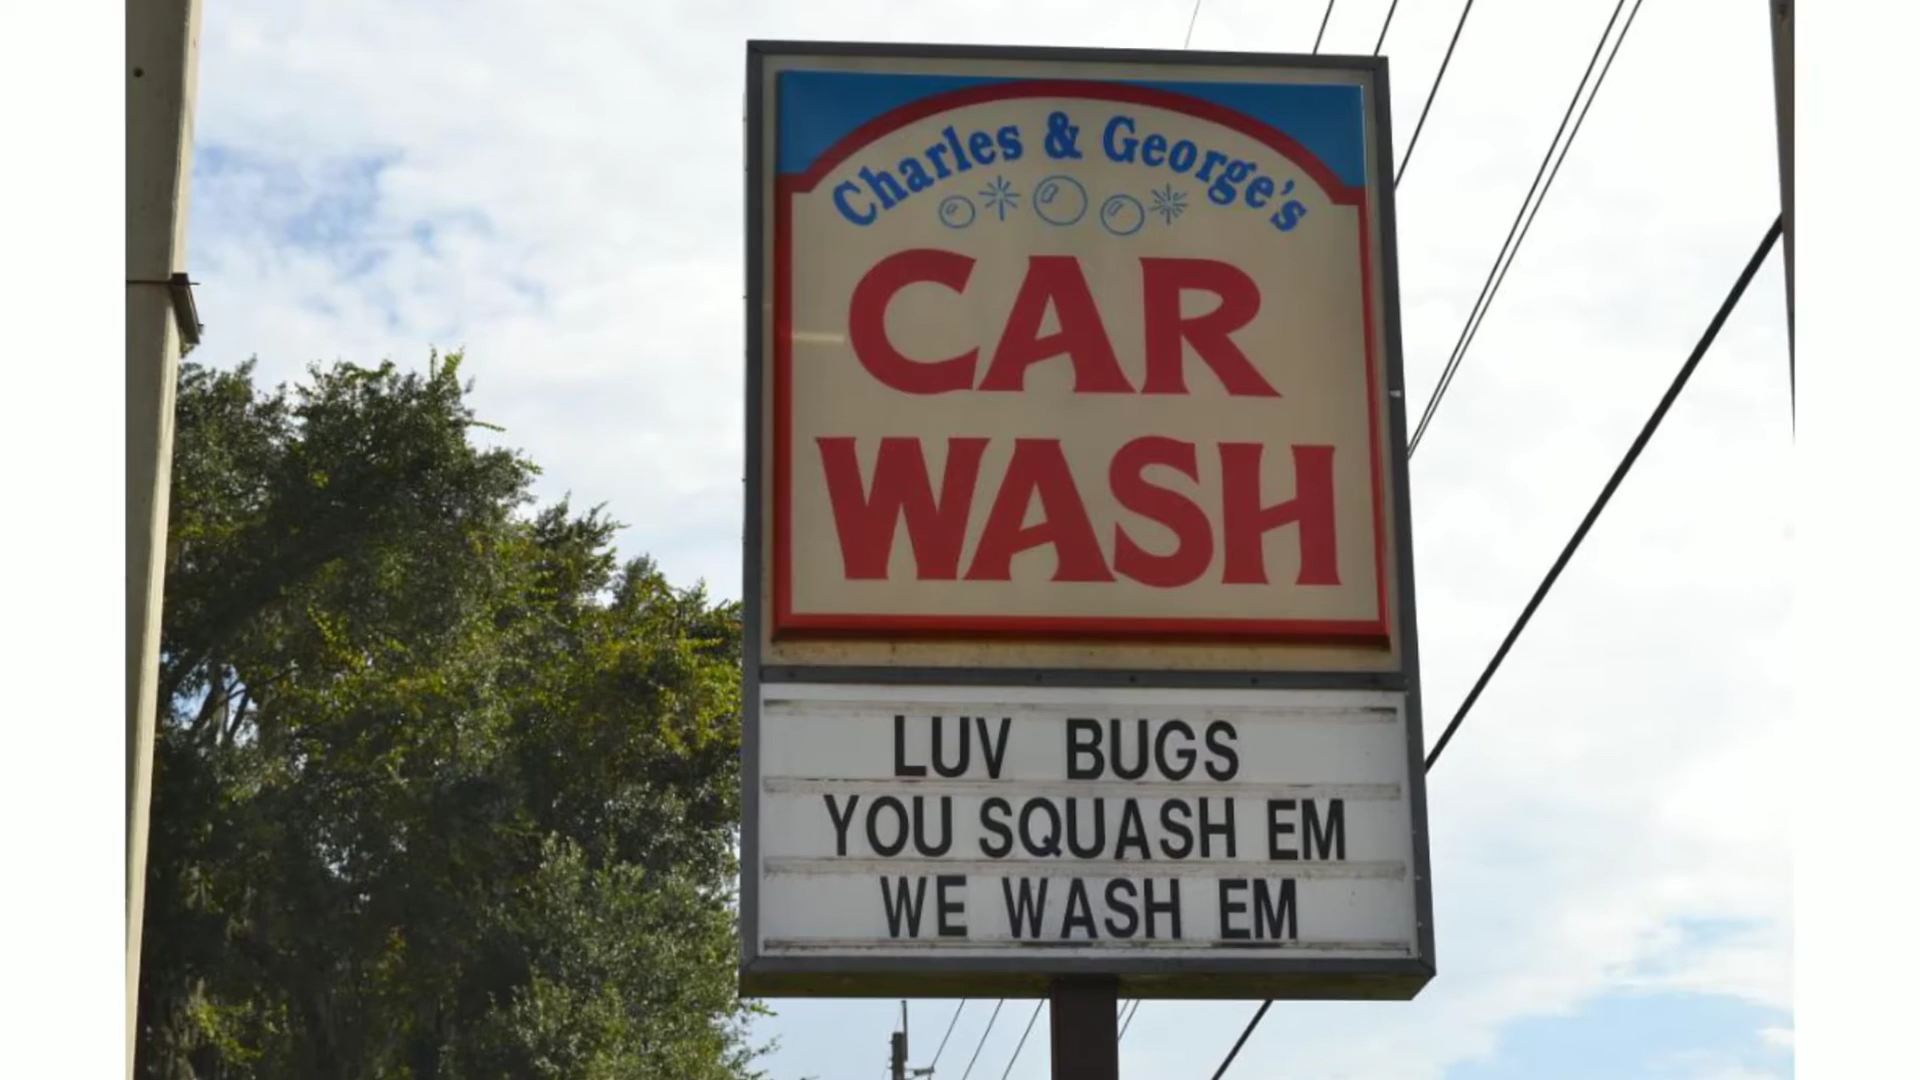 Charles & George's
CAR
WASH
LUV BUGS
YOU SQUASH EM
WE WASH EM